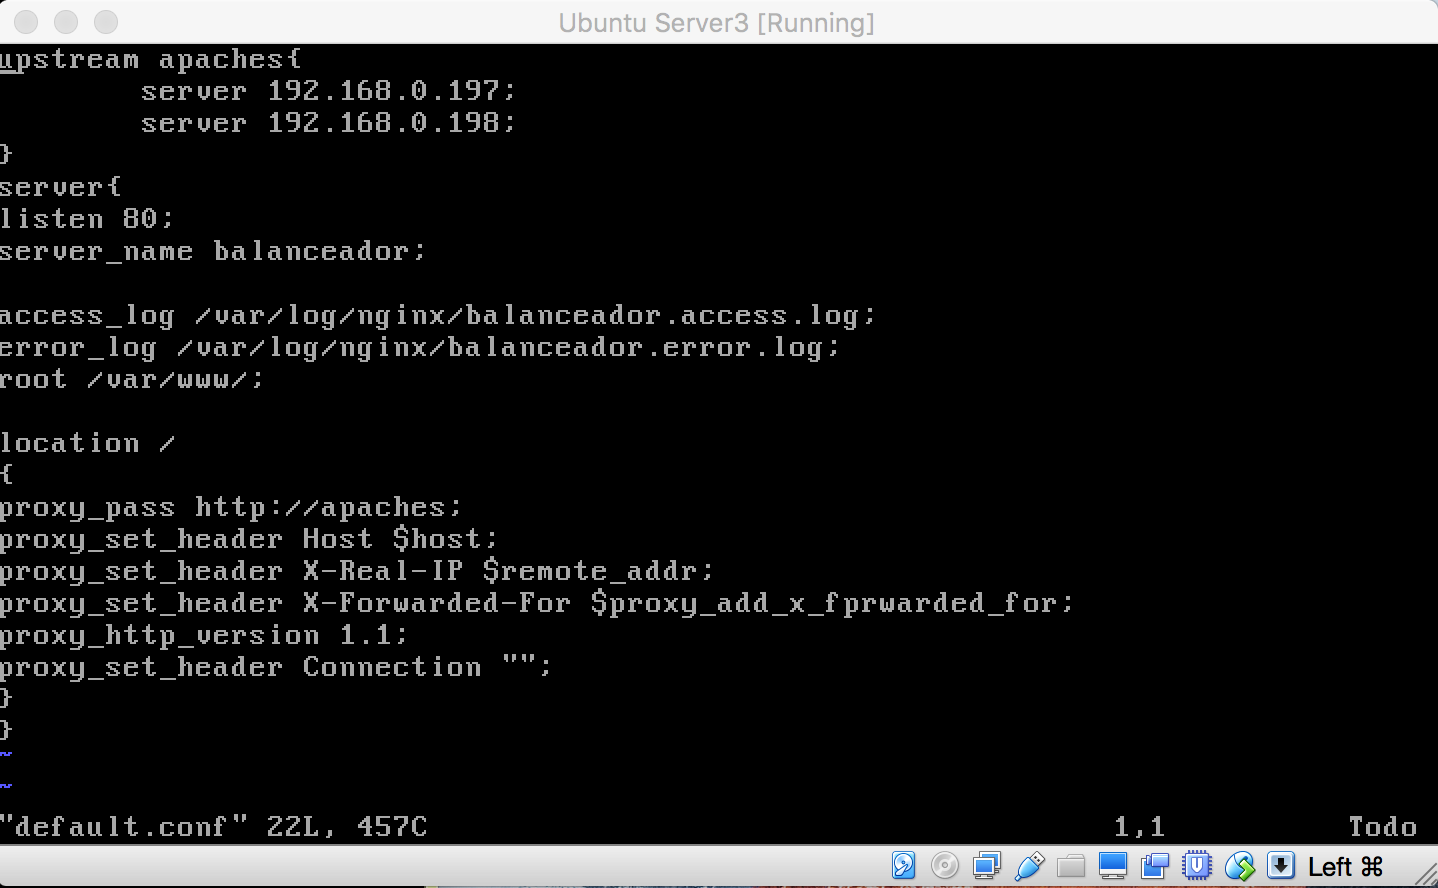 Ubuntu Server3 [Running]
upstream apaches{
server 192.168.0.197;
server 192.168.0.198;
}
server{
listen 80;
server_name balanceador;
access_log /var/log/nginx/balanceador.access.log;
error_log /var/log/nginx/balanceador.error.log;
root /var/www/;
location /
{
proxy_pass http://apaches;
proxy_set_header Host $host;
proxy_set_header X-Real-IP $remote_addr;
proxy_set_header X-Forwarded-For $proxy_add_x_fprwarded_for;
proxy_http_version 1.1;
proxy_set_header Connection "";
}
}
~
~
"default.conf" 22L, 457C 1,1 Todo
Left ⌘